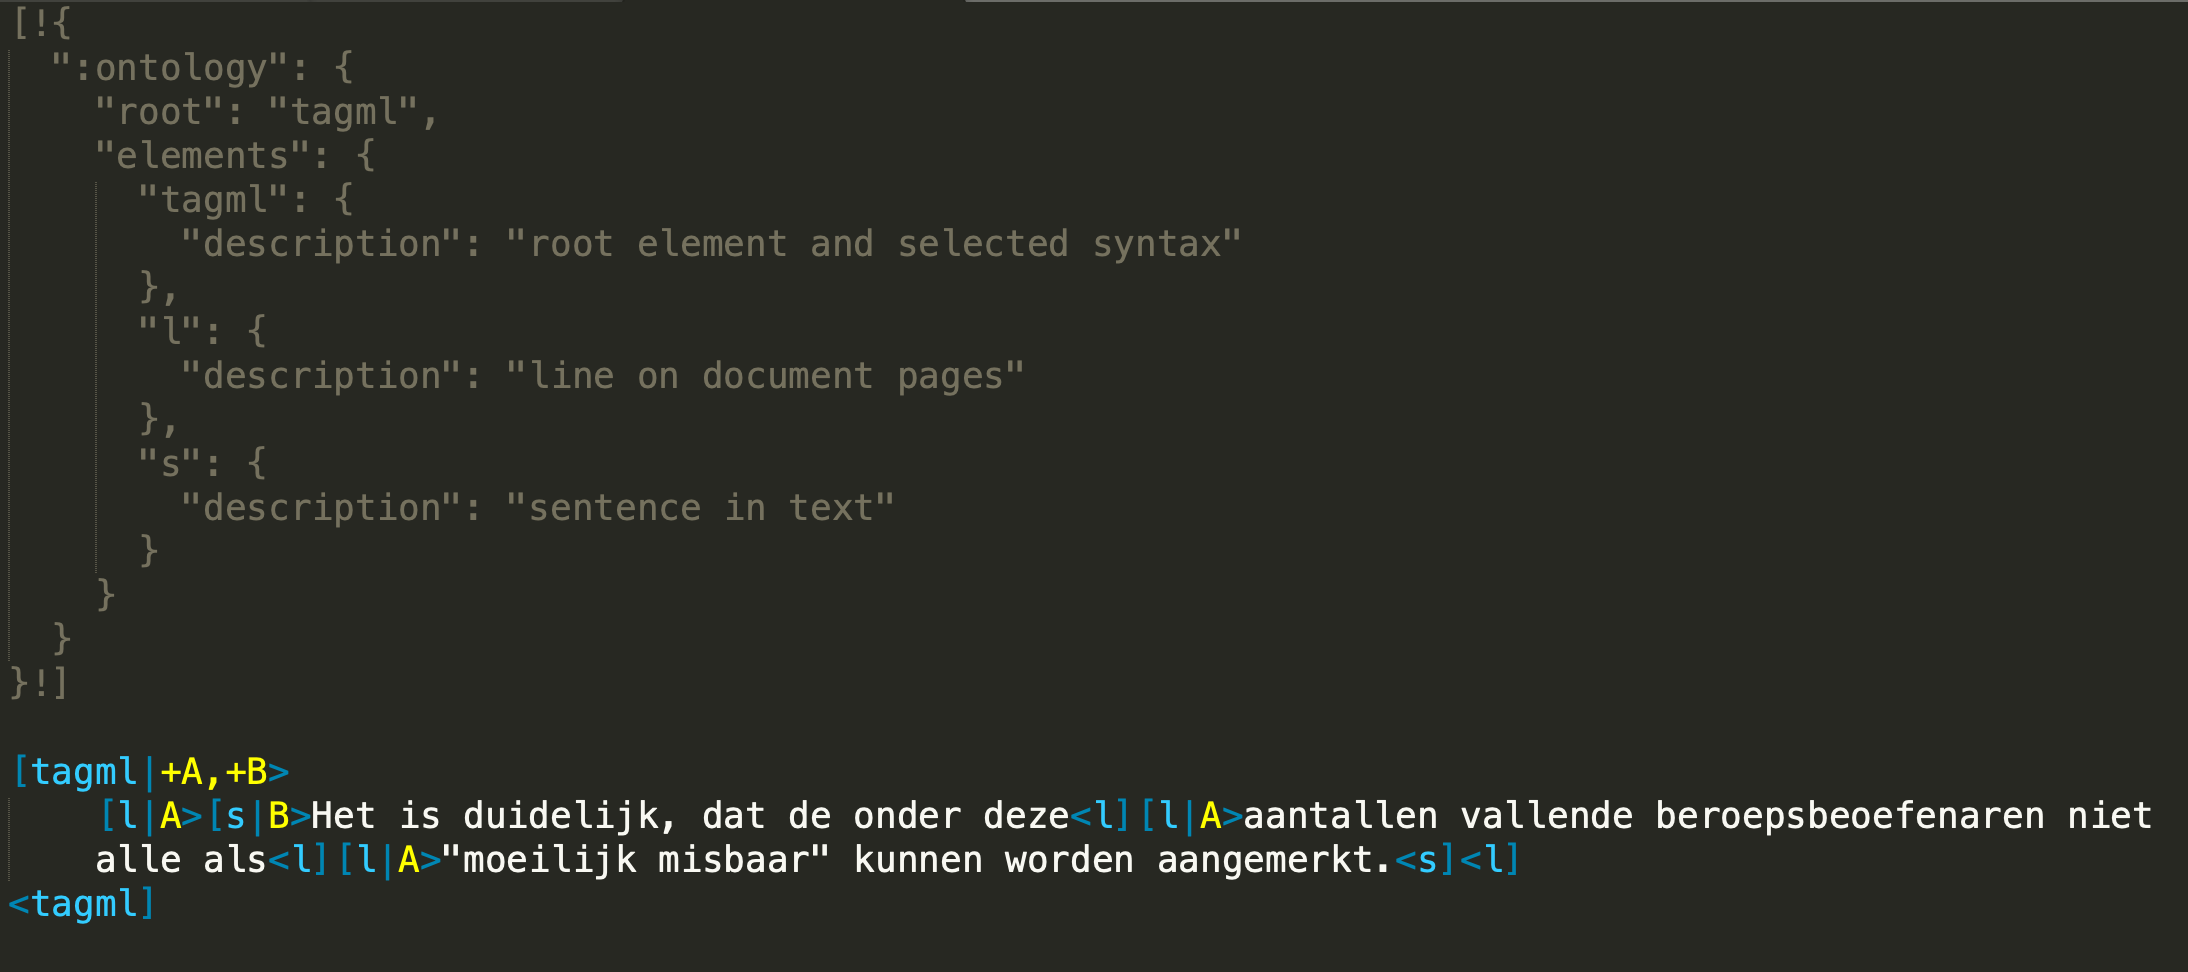 [!{
  ":ontology": {
    "root": "tagml",
    "elements": {
      "tagml": {
        "description": "root element and selected syntax"
      },
      "l": {
        "description": "line on document pages"
      },
      "s": {
        "description": "sentence in text"
      }
    }
  }
}!]

[tagml|+A,+B>
    [l|A>[s|B>Het is duidelijk, dat de onder deze<l][l|A>aantallen vallende beroepsbeoefenaren niet
    alle als<l][l|A>"moeilijk misbaar" kunnen worden aangemerkt.<s]<l]
<tagml]